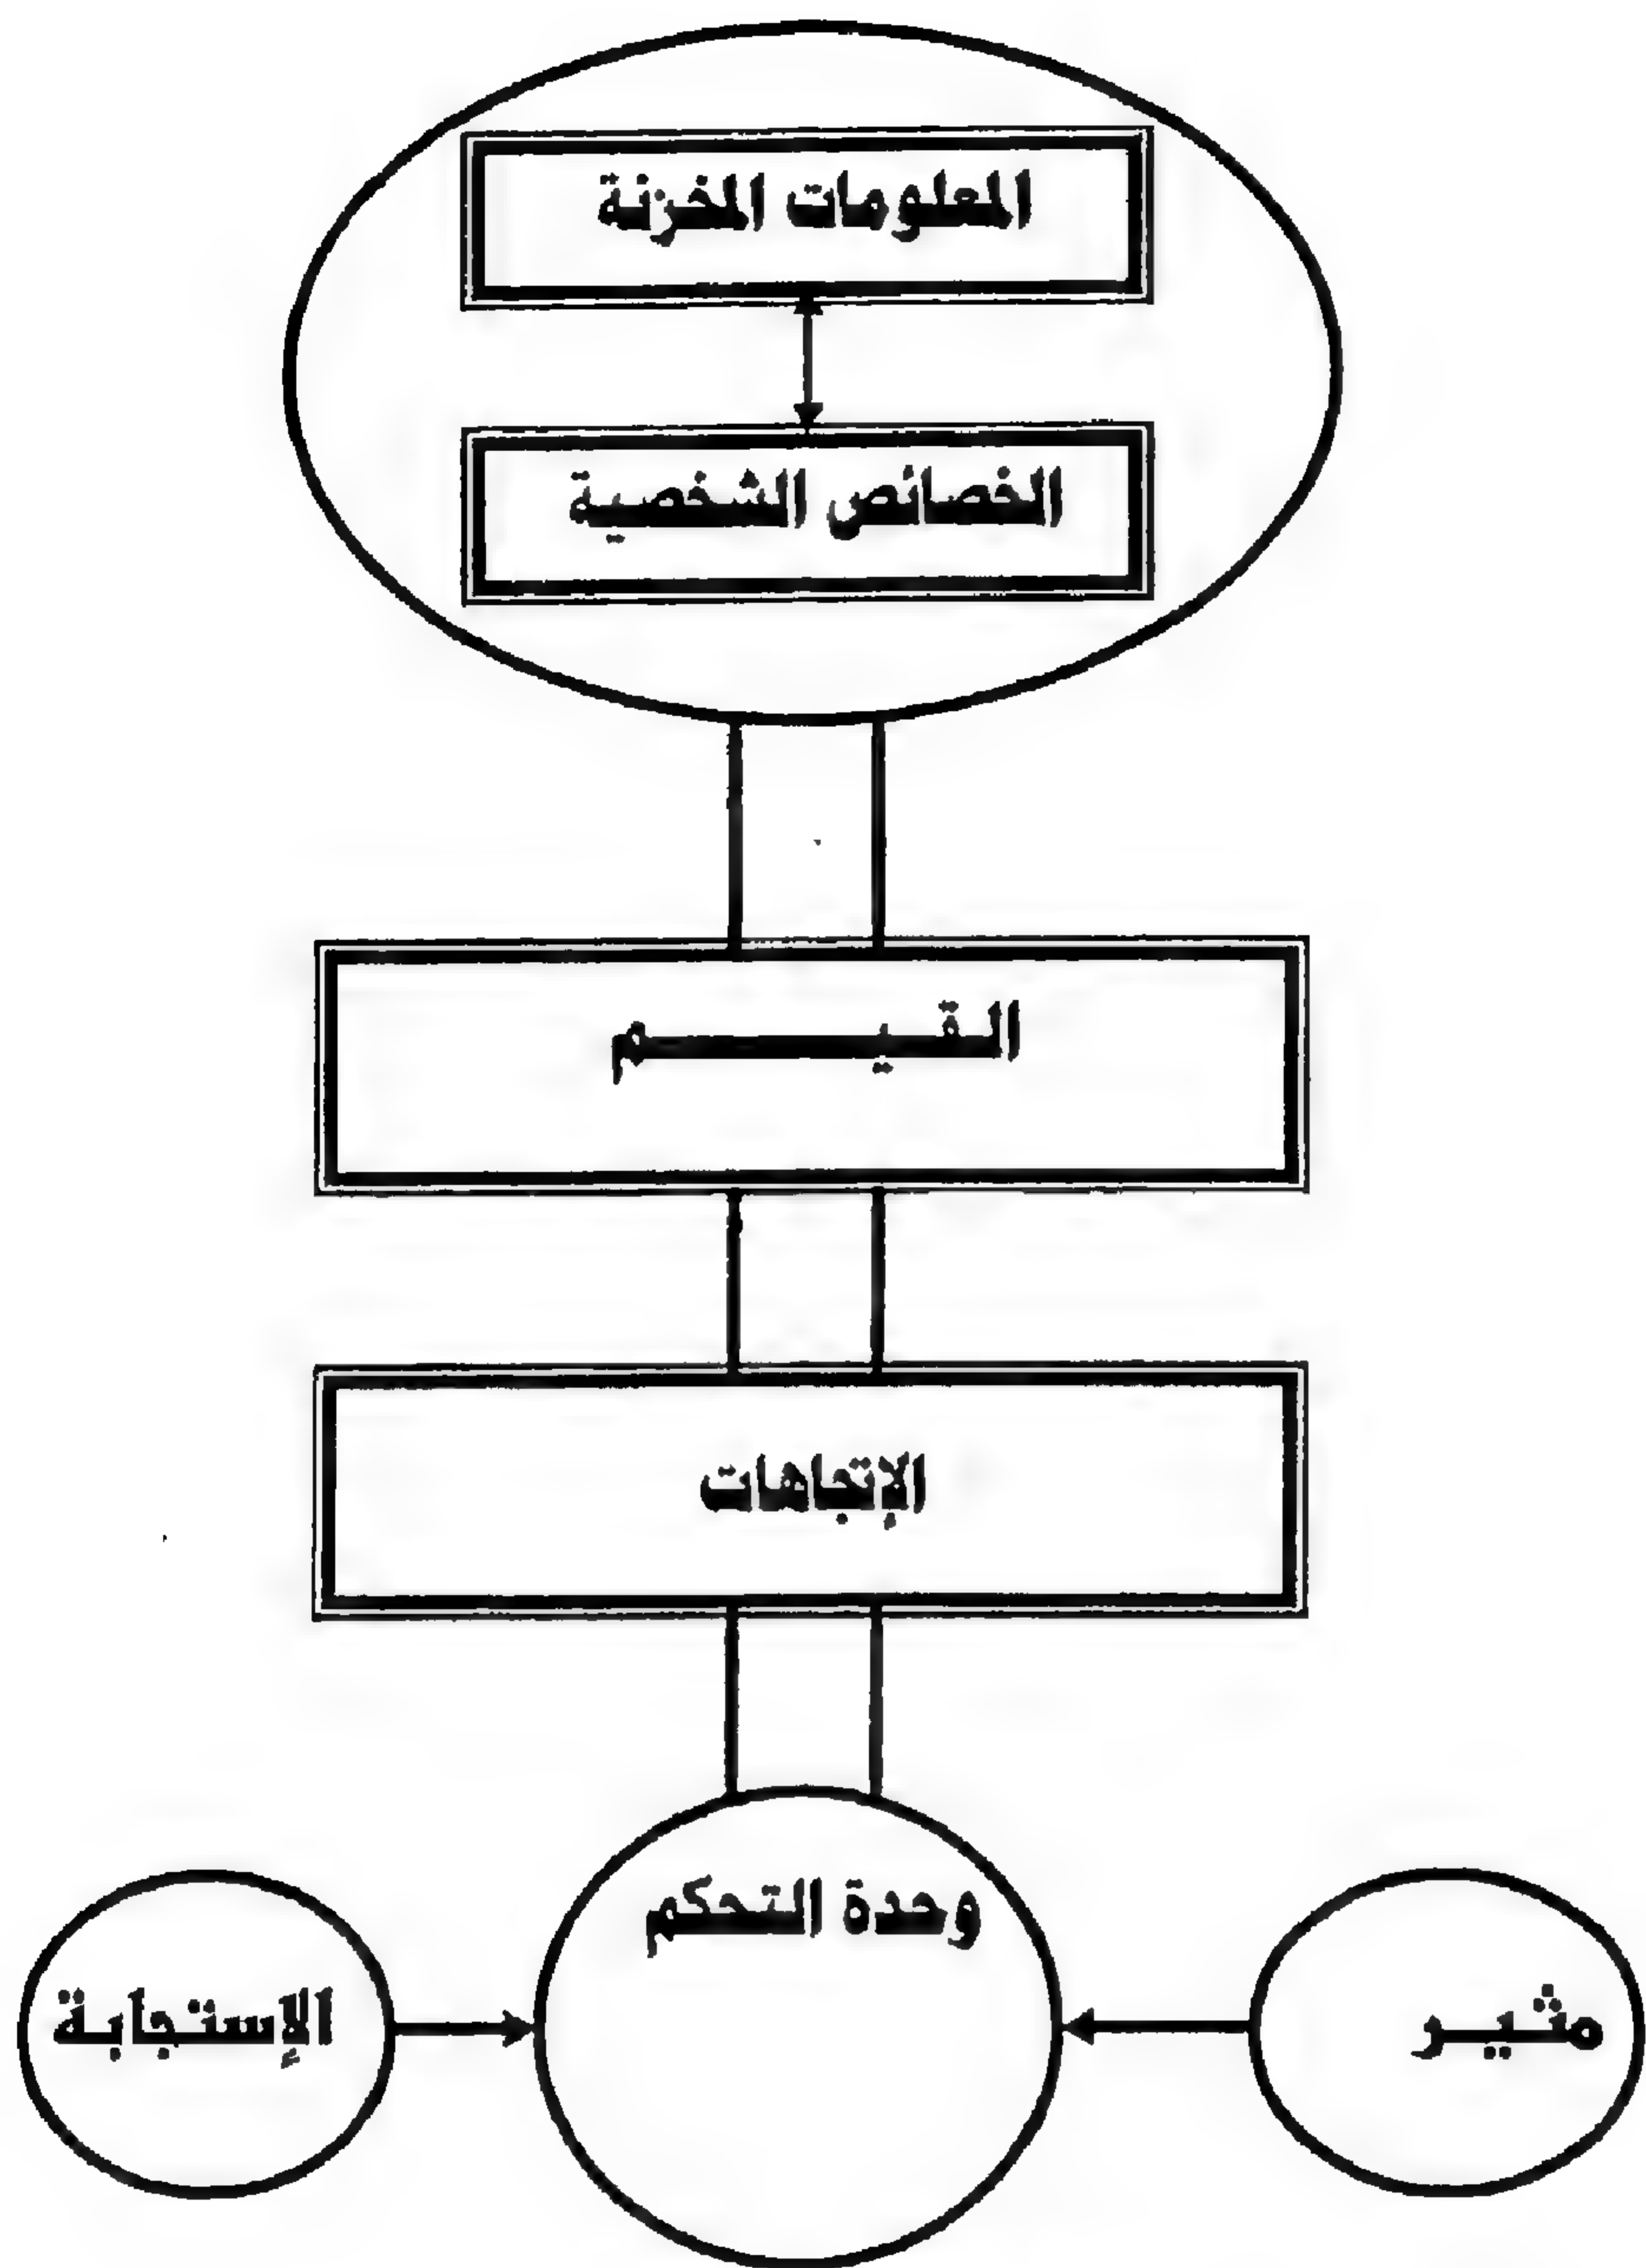 المعلومات المخزنة
الخصائص الشخصية
القيم
الإتجاهات
وحدة التحكم
مثير
الإستجابة